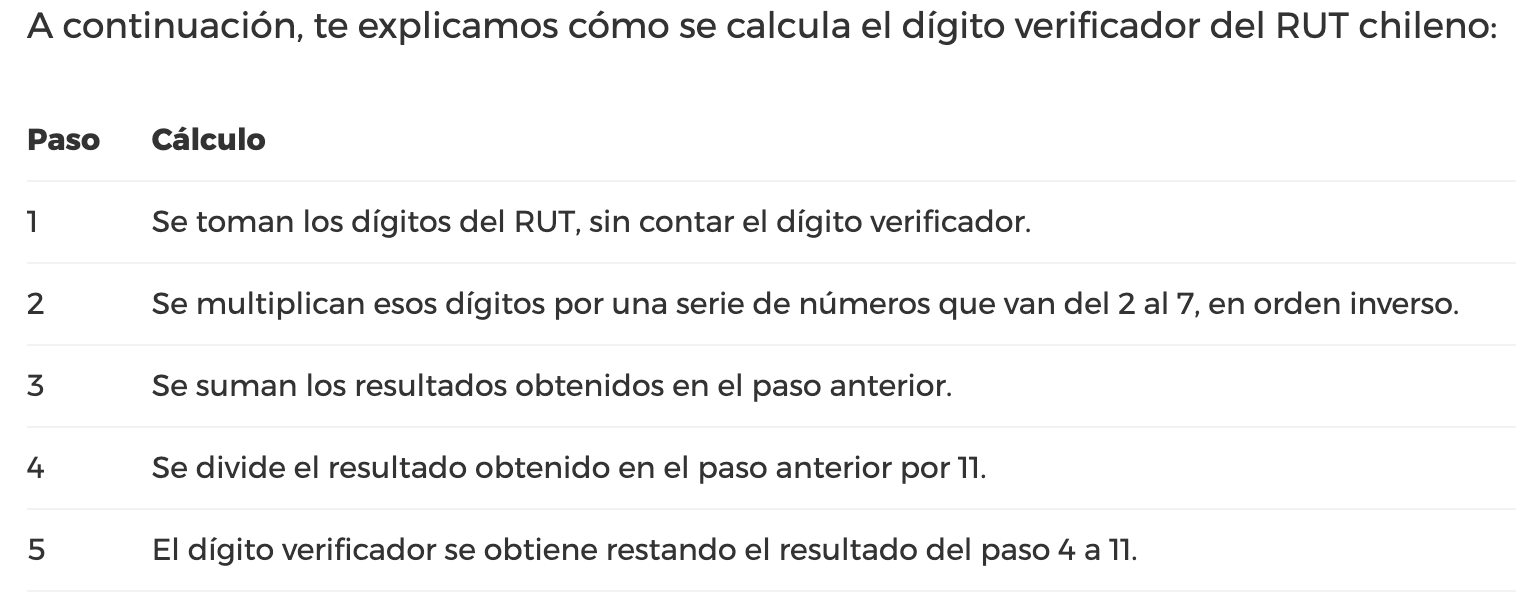 A continuación, te explicamos cómo se calcula el dígito verificador del RUT chileno:
Paso Cálculo
1 Se toman los dígitos del RUT, sin contar el dígito verificador.
2 Se multiplican esos dígitos por una serie de números que van del 2 al 7, en orden inverso.
3 Se suman los resultados obtenidos en el paso anterior.
4 Se divide el resultado obtenido en el paso anterior por 11.
5 El dígito verificador se obtiene restando el resultado del paso 4 a 11.